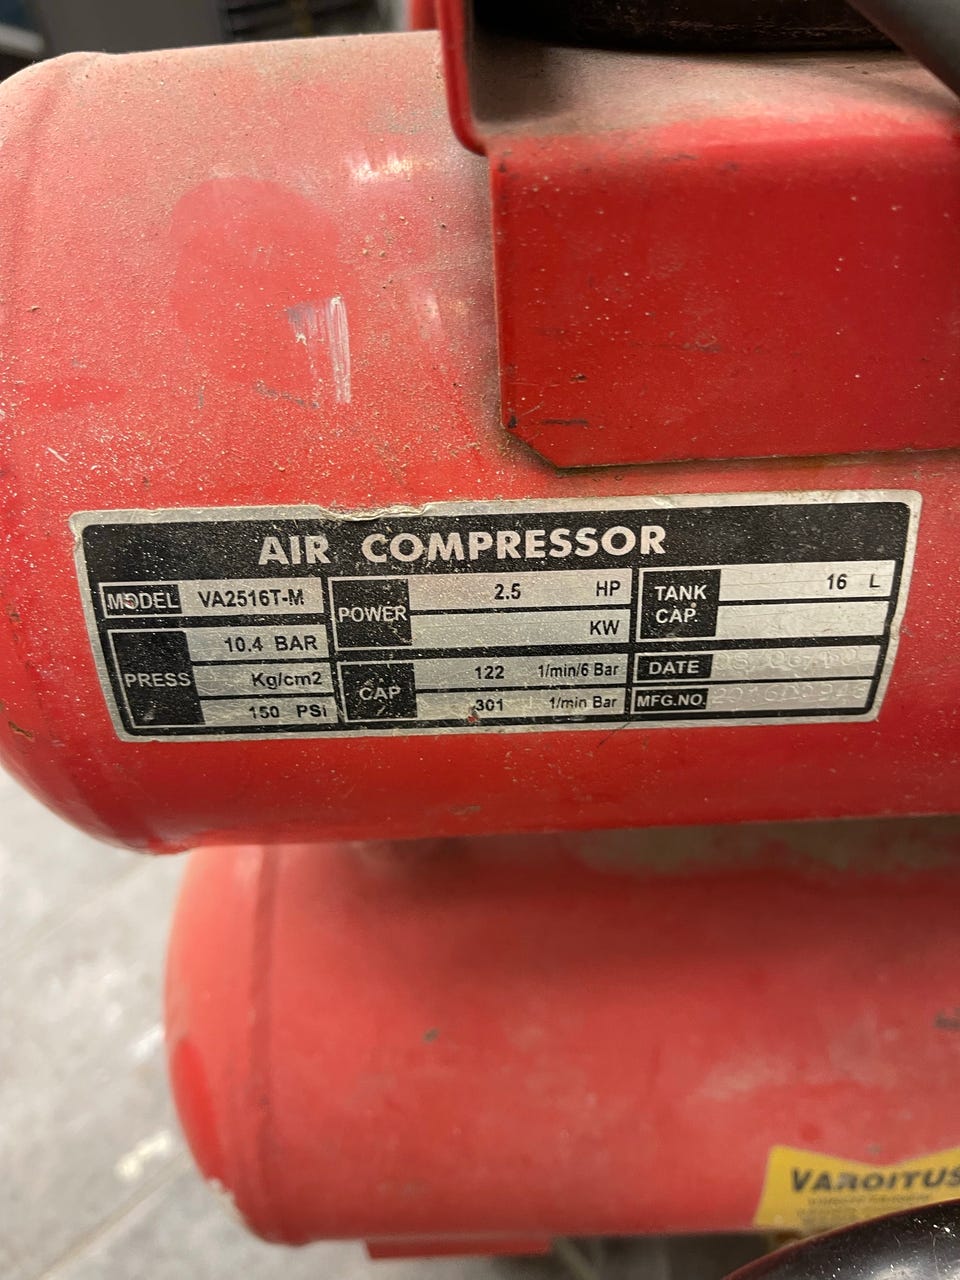 AIR COMPRESSOR
MODEL VA2516T-M
PRESS 10.4 BAR
Kg/cm2
150 PSi
POWER 2.5 HP
KW
CAP 122 1/min/6 Bar
301 1/min Bar
TANK CAP. 16 L
DATE
MFG.NO.
VAROITUS